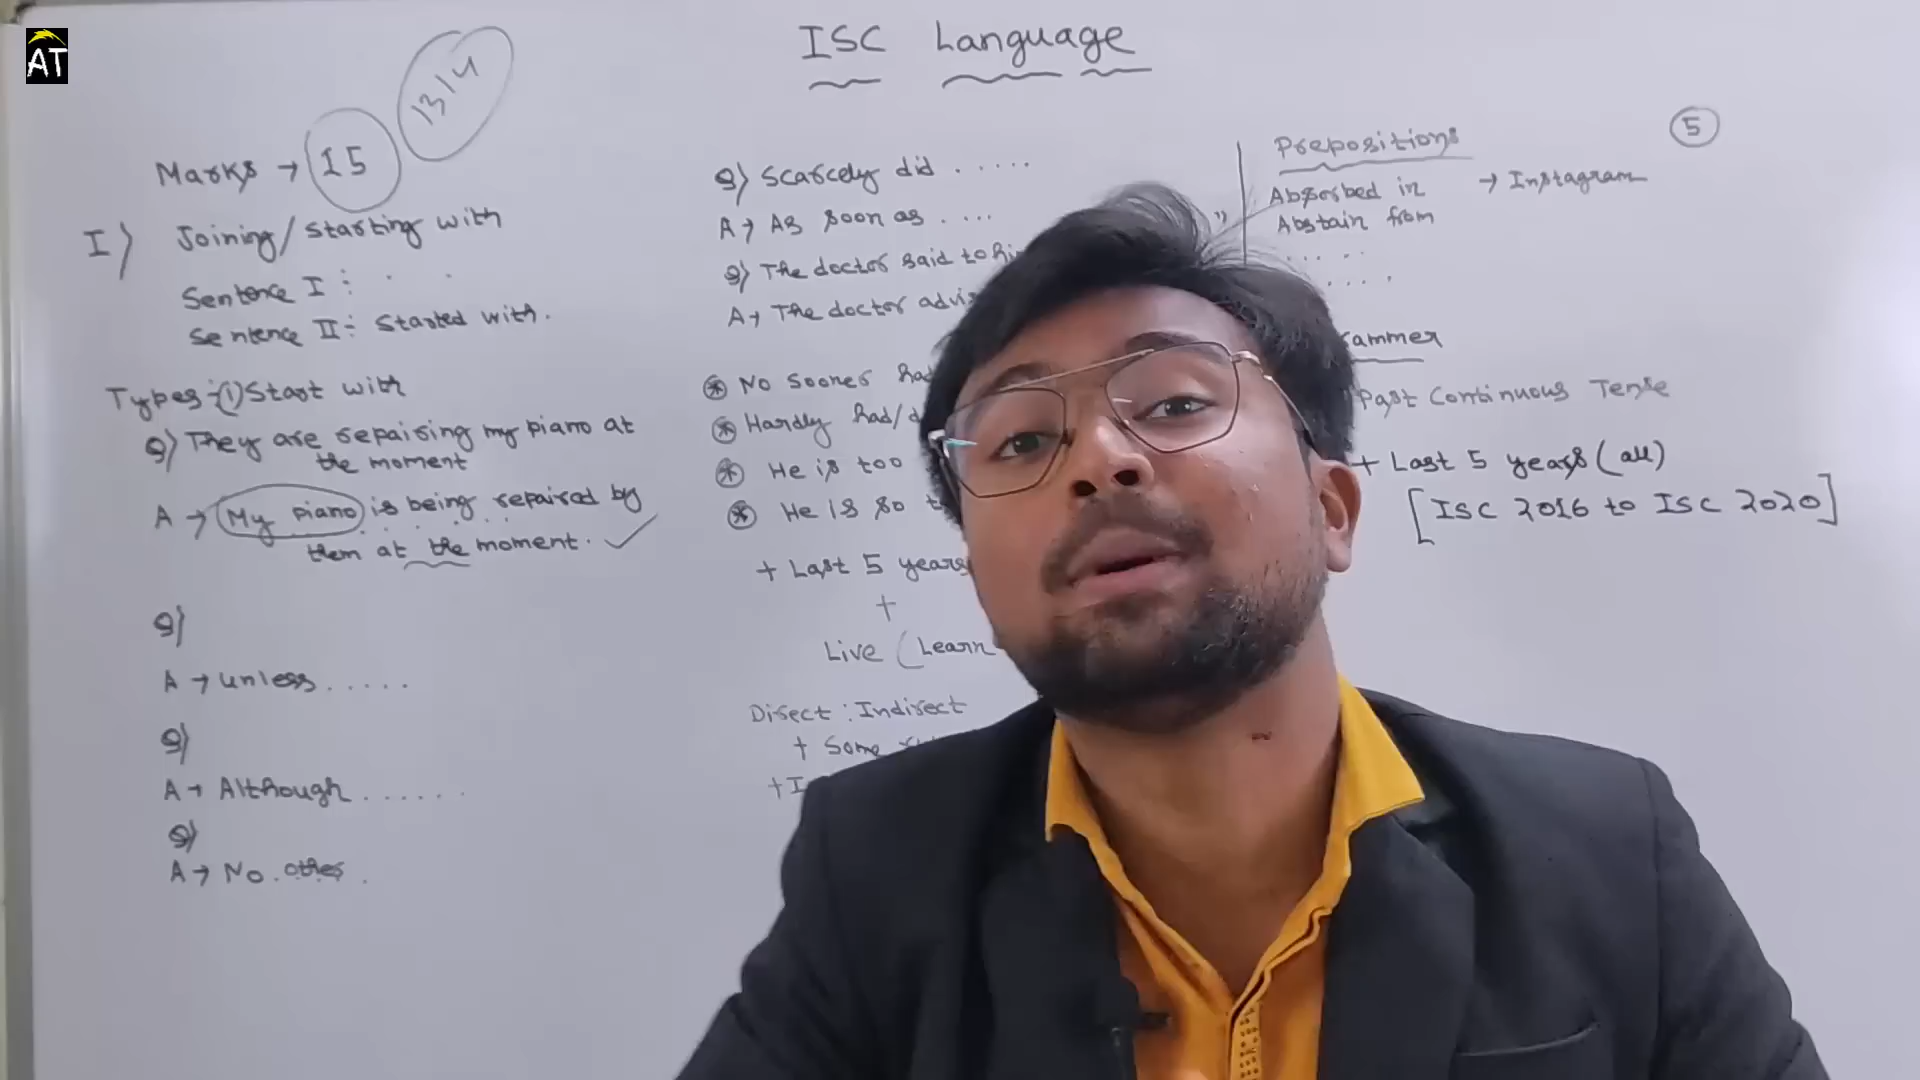 AT
ISC Language
13/14
Marks → 15
I) Joining/Starting with
Sentence I :
Sentence II :- Started with.
Types :- (1) Start with
Q) They are repairing my piano at
the moment
A → My piano is being repaired by
them at the moment.
Q)
A → Unless.....
Q)
A → Although......
Q)
A → No other
Q) Scarcely did ......
A → As soon as ....
Q) The doctor said to
A → The doctor
* No sooner had
* Hardly had/
* He is too
* He is so
+ Last 5 years
+
Live (Learn
Direct : Indirect
+ Some
5
Prepositions
Absorbed in → Instagram
Abstain from
.....
ammer
Past Continuous Tense
+ Last 5 years (all)
[ISC 2016 to ISC 2020]